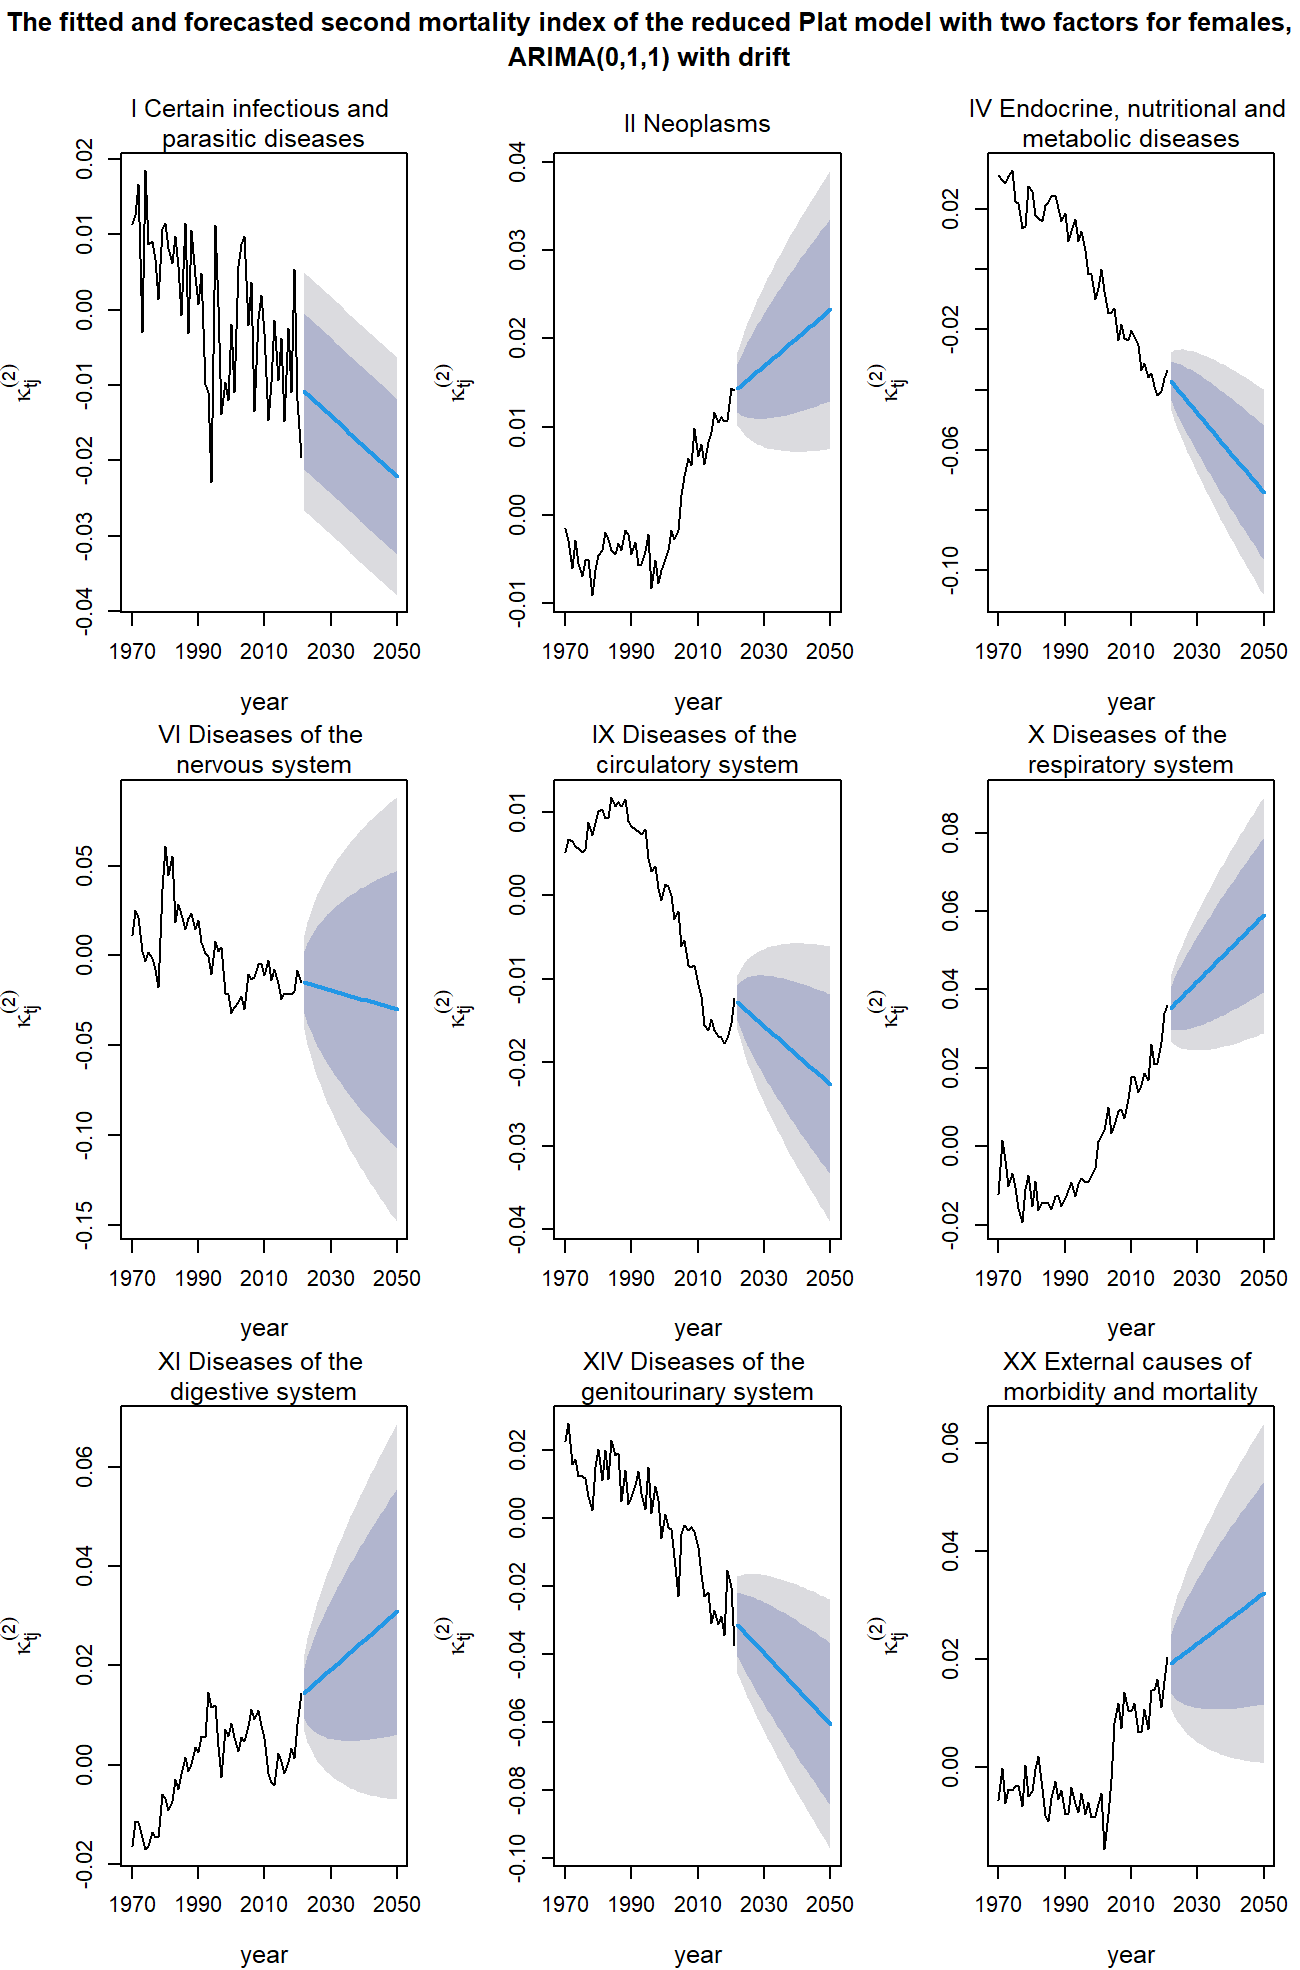 The fitted and forecasted second mortality index of the reduced Plat model with two factors for females,
ARIMA(0,1,1) with drift
I Certain infectious and
parasitic diseases
κtj(2)
0.02
0.01
0.00
-0.01
-0.02
-0.03
-0.04
1970 1990 2010 2030 2050
year
II Neoplasms
κtj(2)
0.04
0.03
0.02
0.01
0.00
-0.01
1970 1990 2010 2030 2050
year
IV Endocrine, nutritional and
metabolic diseases
κtj(2)
0.02
-0.02
-0.06
-0.10
1970 1990 2010 2030 2050
year
VI Diseases of the
nervous system
κtj(2)
0.05
0.00
-0.05
-0.10
-0.15
1970 1990 2010 2030 2050
year
IX Diseases of the
circulatory system
κtj(2)
0.01
0.00
-0.01
-0.02
-0.03
-0.04
1970 1990 2010 2030 2050
year
X Diseases of the
respiratory system
κtj(2)
0.08
0.06
0.04
0.02
0.00
-0.02
1970 1990 2010 2030 2050
year
XI Diseases of the
digestive system
κtj(2)
0.06
0.04
0.02
0.00
-0.02
1970 1990 2010 2030 2050
year
XIV Diseases of the
genitourinary system
κtj(2)
0.02
0.00
-0.02
-0.04
-0.06
-0.08
-0.10
1970 1990 2010 2030 2050
year
XX External causes of
morbidity and mortality
κtj(2)
0.06
0.04
0.02
0.00
1970 1990 2010 2030 2050
year